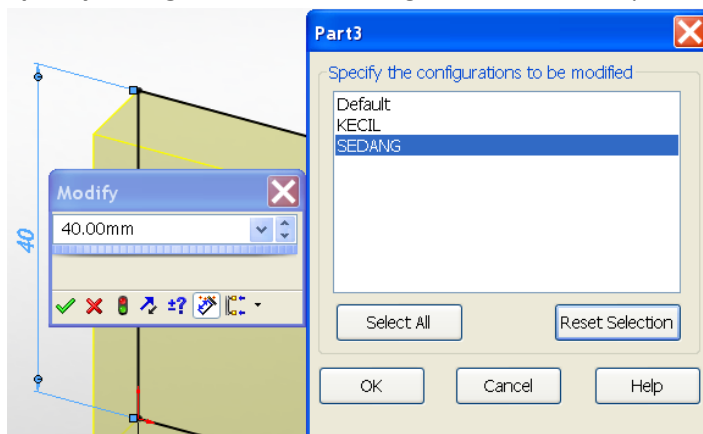 Part3
Specify the configurations to be modified
Default
KECIL
SEDANG
Modify
40.00mm
40
±?
Select All
Reset Selection
OK
Cancel
Help